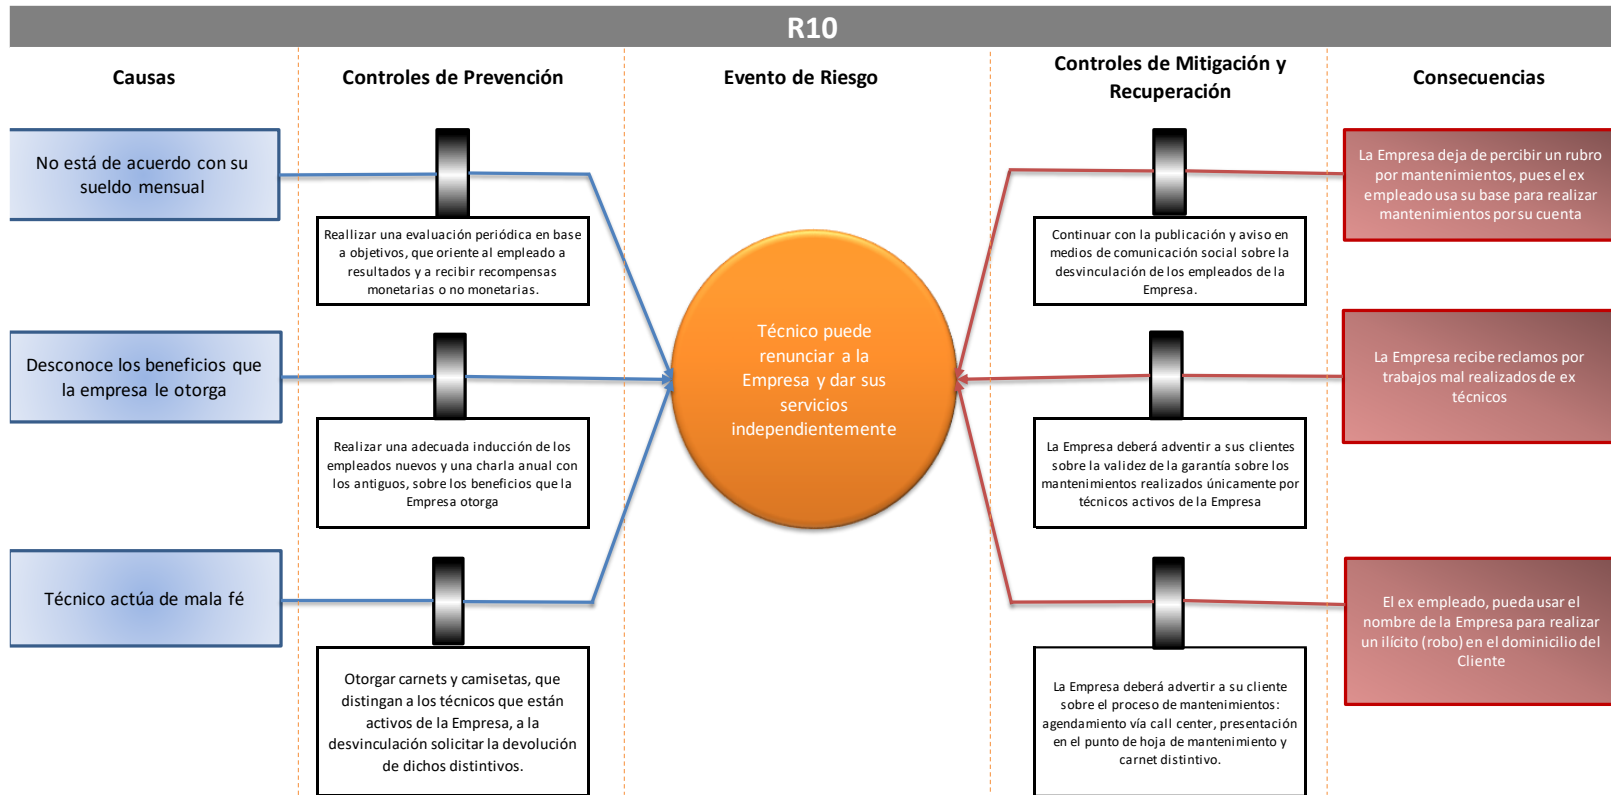 R10
Causas
Controles de Prevención
Evento de Riesgo
Controles de Mitigación y
Recuperación
Consecuencias
No está de acuerdo con su
sueldo mensual
Reallizar una evaluación periódica en base
a objetivos, que oriente al empleado a
resultados y a recibir recompensas
monetarias o no monetarias.
Continuar con la publicación y aviso en
medios de comunicación social sobre la
desvinculación de los empleados de la
Empresa.
La Empresa deja de percibir un rubro
por mantenimientos, pues el ex
empleado usa su base para realizar
mantenimientos por su cuenta
Desconoce los beneficios que
la empresa le otorga
Realizar una adecuada inducción de los
empleados nuevos y una charla anual con
los antiguos, sobre los beneficios que la
Empresa otorga
Técnico puede
renunciar a la
Empresa y dar sus
servicios
independientemente
La Empresa deberá adventir a sus clientes
sobre la validez de la garantía sobre los
mantenimientos realizados únicamente por
técnicos activos de la Empresa
La Empresa recibe reclamos por
trabajos mal realizados de ex
técnicos
Técnico actúa de mala fé
Otorgar carnets y camisetas, que
distingan a los técnicos que están
activos de la Empresa, a la
desvinculación solicitar la devolución
de dichos distintivos.
La Empresa deberá advertir a su cliente
sobre el proceso de mantenimientos:
agendamiento vía call center, presentación
en el punto de hoja de mantenimiento y
carnet distintivo.
El ex empleado, pueda usar el
nombre de la Empresa para realizar
un ilícito (robo) en el dominicilio del
Cliente